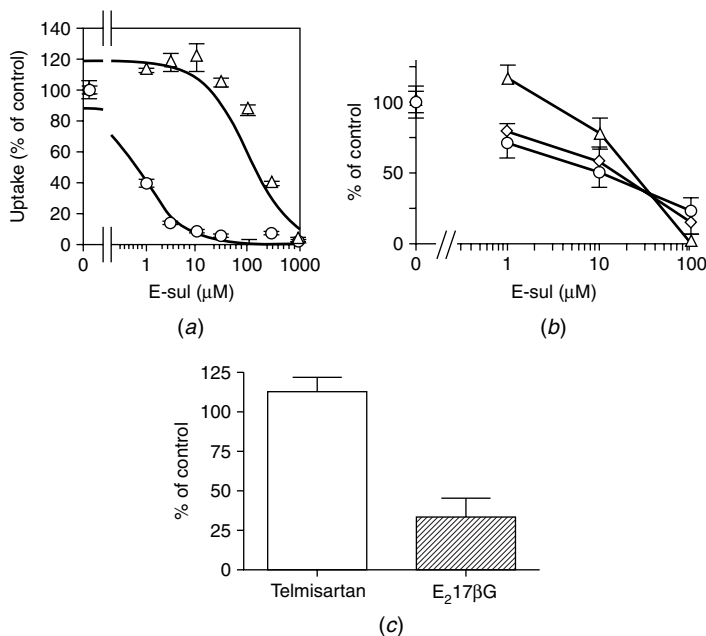 140
120
100
80
60
40
20
0
Uptake (% of control)
0 1 10 100 1000
E-sul (μM)
(a)
100
75
50
25
0
% of control
0 1 10 100
E-sul (μM)
(b)
125
100
75
50
25
0
% of control
Telmisartan E₂17βG
(c)